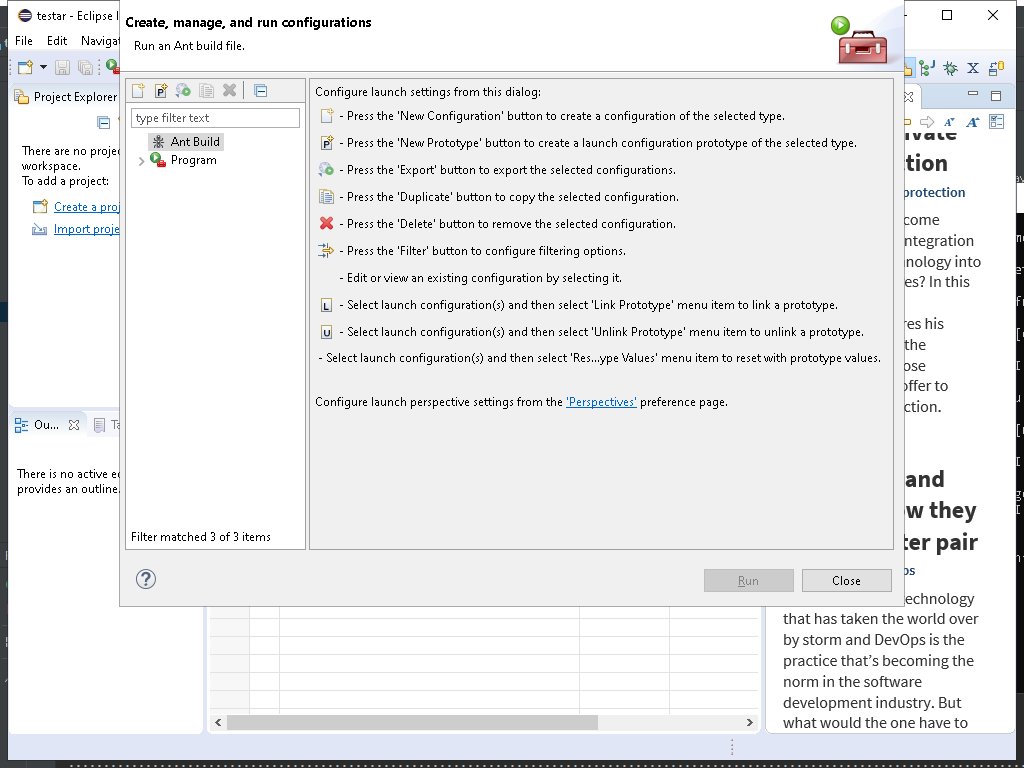 testar - Eclipse I
File Edit Navigat
Project Explorer
There are no proje
workspace.
To add a project:
Create a proj
Import proje
Ou...
Ta
There is no active ed
provides an outline.
Create, manage, and run configurations
Run an Ant build file.
type filter text
Ant Build
Program
Filter matched 3 of 3 items
Configure launch settings from this dialog:
- Press the 'New Configuration' button to create a configuration of the selected type.
- Press the 'New Prototype' button to create a launch configuration prototype of the selected type.
- Press the 'Export' button to export the selected configurations.
- Press the 'Duplicate' button to copy the selected configuration.
- Press the 'Delete' button to remove the selected configuration.
- Press the 'Filter' button to configure filtering options.
- Edit or view an existing configuration by selecting it.
L - Select launch configuration(s) and then select 'Link Prototype' menu item to link a prototype.
U - Select launch configuration(s) and then select 'Unlink Prototype' menu item to unlink a prototype.
- Select launch configuration(s) and then select 'Res...ype Values' menu item to reset with prototype values.
Configure launch perspective settings from the 'Perspectives' preference page.
Run
Close
ivate
ction
protection
come
ntegration
nology into
es? In this
res his
the
ose
offer to
ction.
and
ow they
ter pair
ps
echnology
that has taken the world over
by storm and DevOps is the
practice that's becoming the
norm in the software
development industry. But
what would the one have to